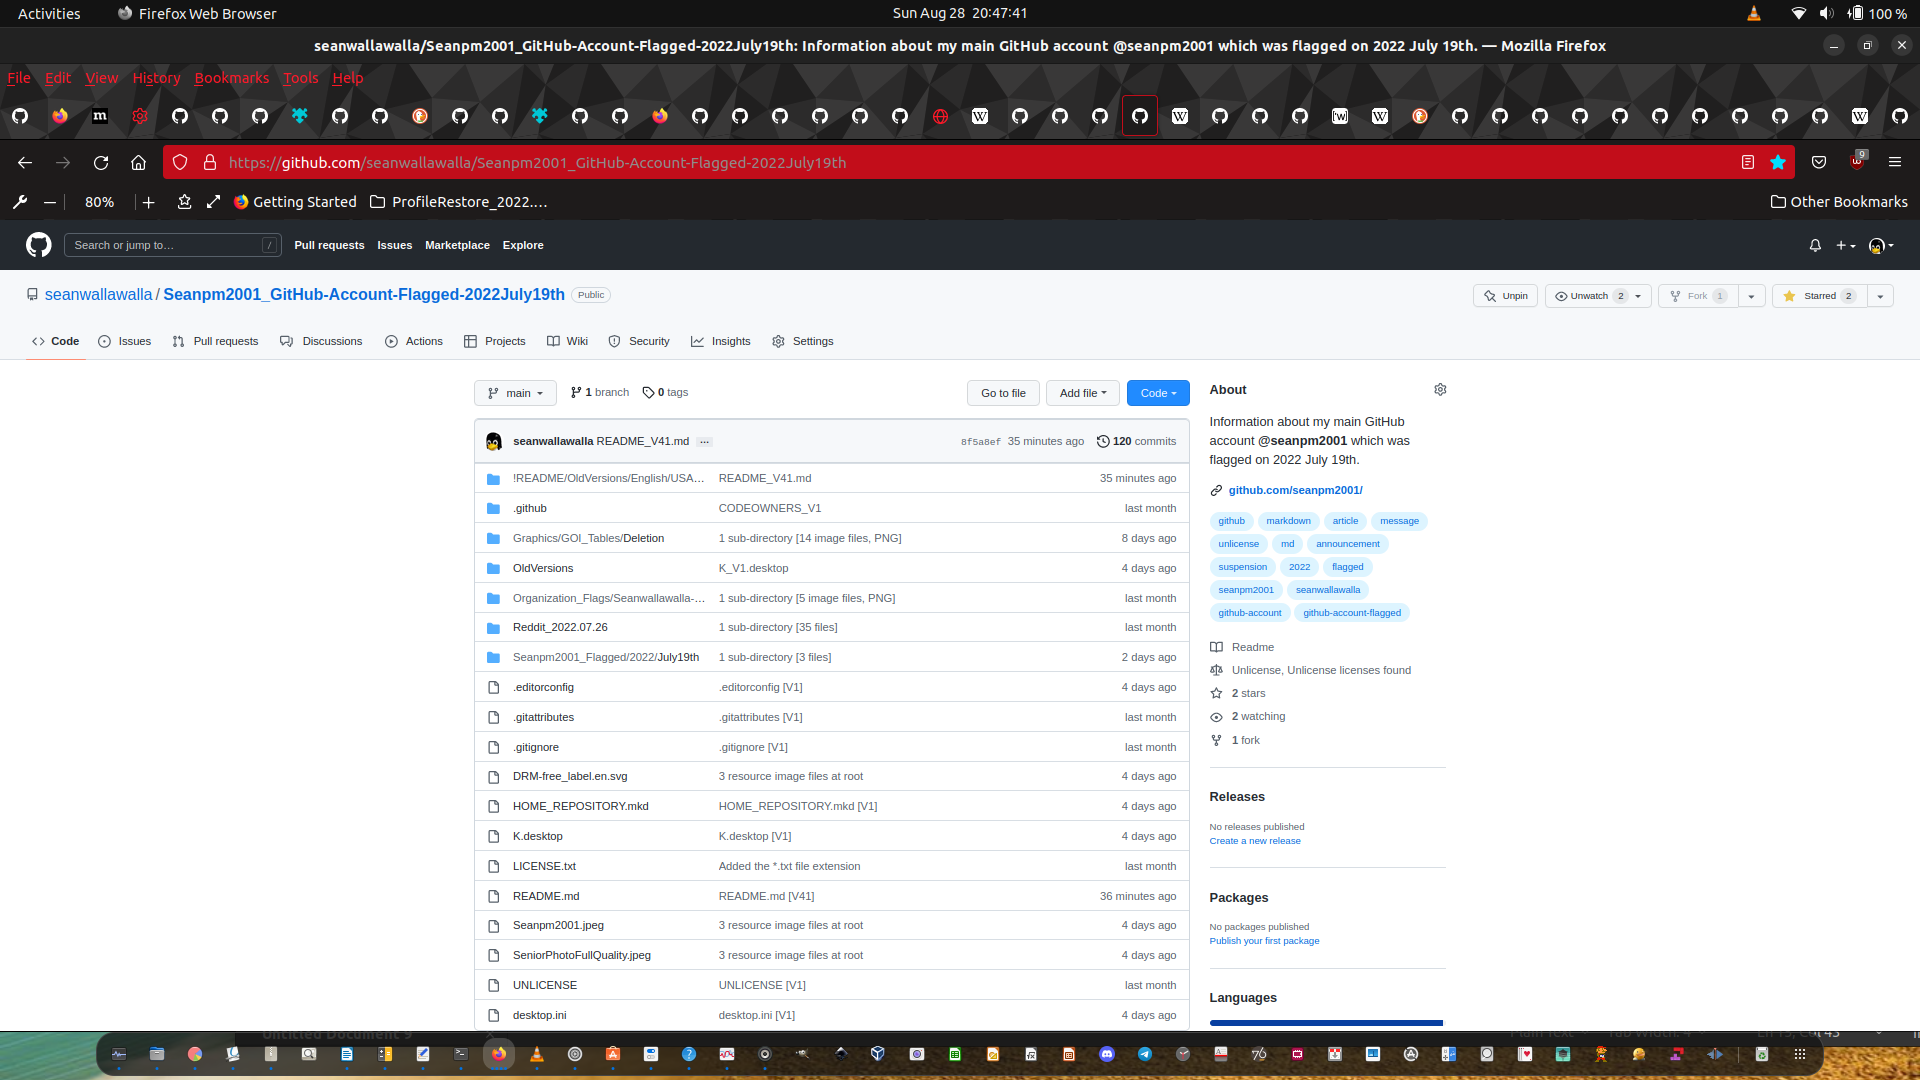 Activities Firefox Web Browser Sun Aug 28 20:47:41 100 %
seanwallawalla/Seanpm2001_GitHub-Account-Flagged-2022July19th: Information about my main GitHub account @seanpm2001 which was flagged on 2022 July 19th. — Mozilla Firefox
File Edit View History Bookmarks Tools Help
https://github.com/seanwallawalla/Seanpm2001_GitHub-Account-Flagged-2022July19th 9
80% Getting Started ProfileRestore_2022.... Other Bookmarks
Search or jump to... / Pull requests Issues Marketplace Explore
seanwallawalla / Seanpm2001_GitHub-Account-Flagged-2022July19th Public Unpin Unwatch 2 Fork 1 Starred 2
Code Issues Pull requests Discussions Actions Projects Wiki Security Insights Settings
main 1 branch 0 tags Go to file Add file Code
seanwallawalla README_V41.md ... 8f5a8ef 35 minutes ago 120 commits
!README/OldVersions/English/USA... README_V41.md 35 minutes ago
.github CODEOWNERS_V1 last month
Graphics/GOI_Tables/Deletion 1 sub-directory [14 image files, PNG] 8 days ago
OldVersions K_V1.desktop 4 days ago
Organization_Flags/Seanwallawalla-... 1 sub-directory [5 image files, PNG] last month
Reddit_2022.07.26 1 sub-directory [35 files] last month
Seanpm2001_Flagged/2022/July19th 1 sub-directory [3 files] 2 days ago
.editorconfig .editorconfig [V1] 4 days ago
.gitattributes .gitattributes [V1] last month
.gitignore .gitignore [V1] last month
DRM-free_label.en.svg 3 resource image files at root 4 days ago
HOME_REPOSITORY.mkd HOME_REPOSITORY.mkd [V1] 4 days ago
K.desktop K.desktop [V1] 4 days ago
LICENSE.txt Added the *.txt file extension last month
README.md README.md [V41] 36 minutes ago
Seanpm2001.jpeg 3 resource image files at root 4 days ago
SeniorPhotoFullQuality.jpeg 3 resource image files at root 4 days ago
UNLICENSE UNLICENSE [V1] last month
desktop.ini desktop.ini [V1] 4 days ago
About
Information about my main GitHub
account @seanpm2001 which was
flagged on 2022 July 19th.
github.com/seanpm2001/
github markdown article message
unlicense md announcement
suspension 2022 flagged
seanpm2001 seanwallawalla
github-account github-account-flagged
Readme
Unlicense, Unlicense licenses found
2 stars
2 watching
1 fork
Releases
No releases published
Create a new release
Packages
No packages published
Publish your first package
Languages